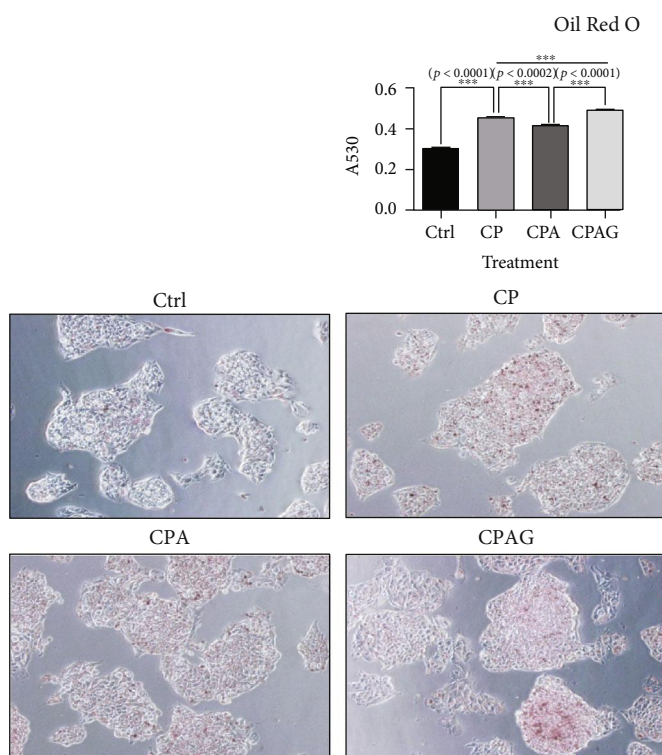 Oil Red O
***
(p < 0.0001)(p < 0.0002)(p < 0.0001)
*** *** ***
0.6
0.4
0.2
0.0
A530
Ctrl CP CPA CPAG
Treatment
Ctrl CP
CPA CPAG